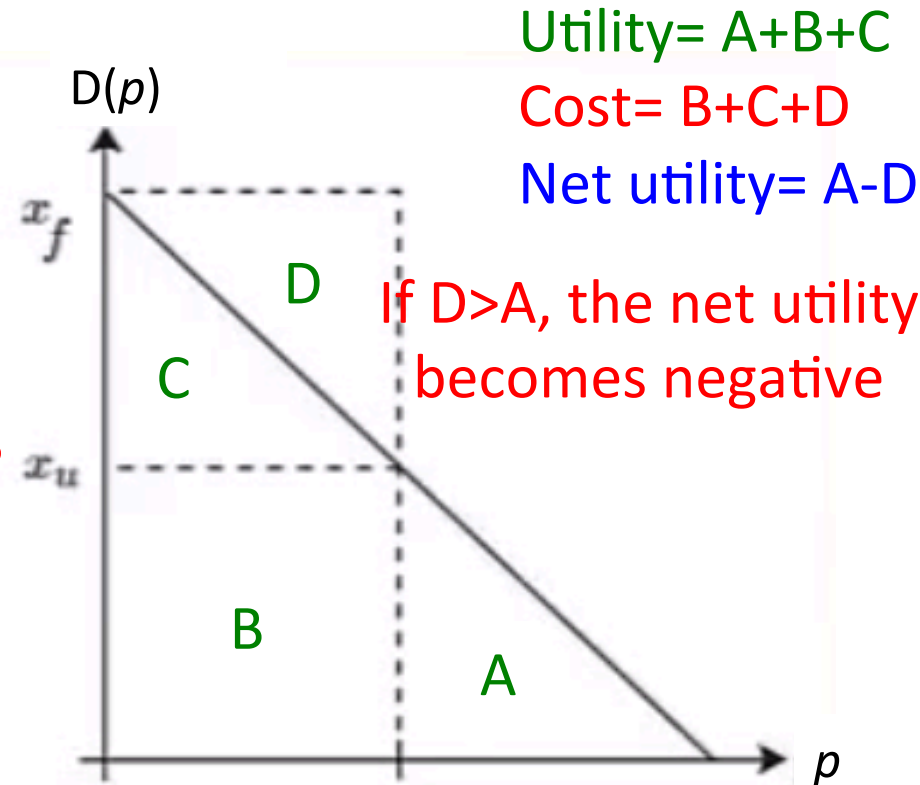 Utility= A+B+C
Cost= B+C+D
Net utility= A-D
D(p)
x_f
D
If D>A, the net utility
becomes negative
C
x_u
B
A
p